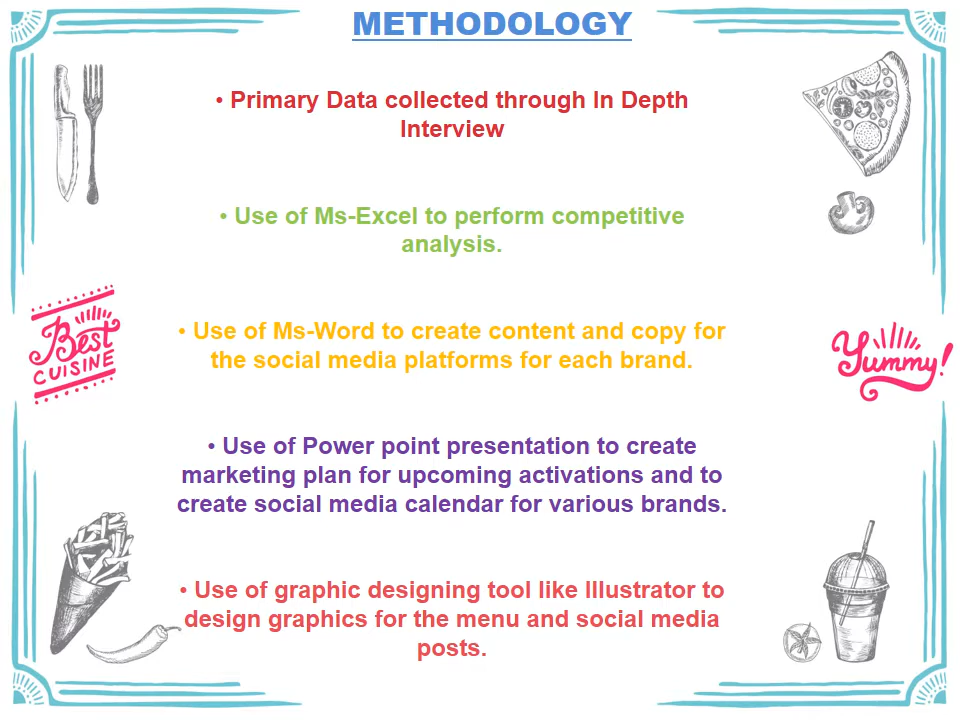 METHODOLOGY
• Primary Data collected through In Depth
Interview
• Use of Ms-Excel to perform competitive
analysis.
Best
CUISINE
• Use of Ms-Word to create content and copy for
the social media platforms for each brand.
Yummy!
• Use of Power point presentation to create
marketing plan for upcoming activations and to
create social media calendar for various brands.
• Use of graphic designing tool like Illustrator to
design graphics for the menu and social media
posts.